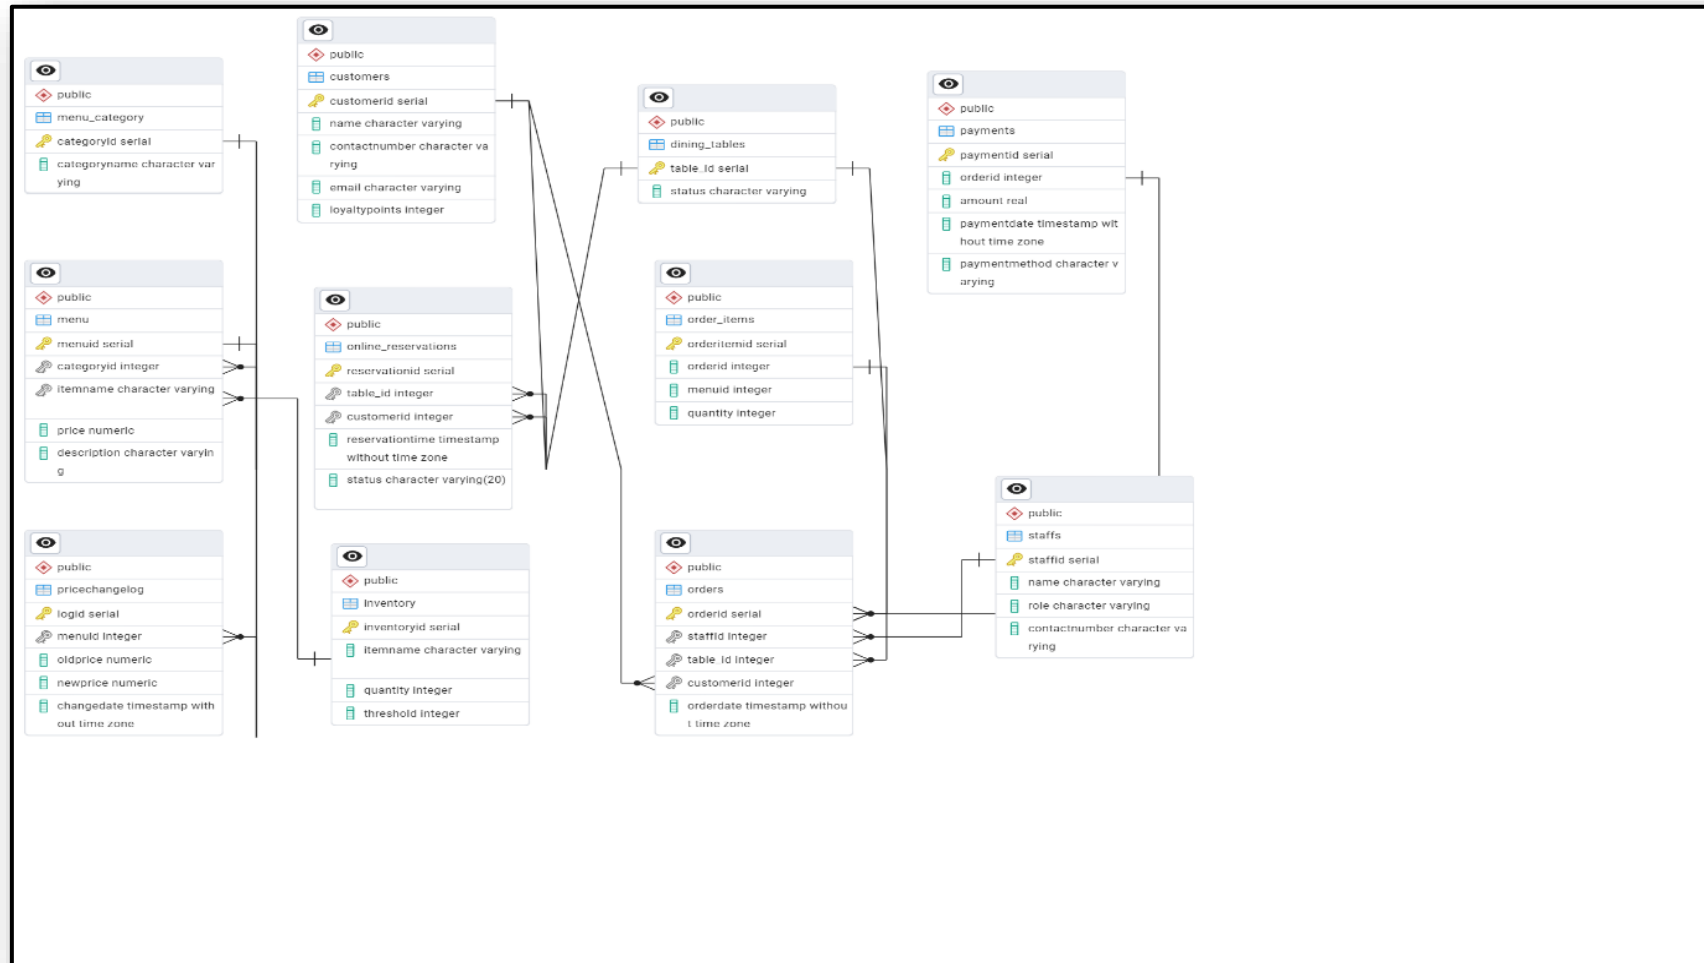 public
menu_category
categoryid serial
categoryname character var
ying
public
menu
menuid serial
categoryid integer
itemname character varying
price numeric
description character varyin
g
public
pricechangelog
logid serial
menuid integer
oldprice numeric
newprice numeric
changedate timestamp with
out time zone
public
customers
customerid serial
name character varying
contactnumber character va
rying
email character varying
loyaltypoints integer
public
online_reservations
reservationid serial
table_id integer
customerid integer
reservationtime timestamp
without time zone
status character varying(20)
public
inventory
inventoryid serial
itemname character varying
quantity integer
threshold integer
public
dining_tables
table_id serial
status character varying
public
order_items
orderitemid serial
orderid integer
menuid integer
quantity integer
public
orders
orderid serial
staffid integer
table_id integer
customerid integer
orderdate timestamp withou
t time zone
public
payments
paymentid serial
orderid integer
amount real
paymentdate timestamp wit
hout time zone
paymentmethod character v
arying
public
staffs
staffid serial
name character varying
role character varying
contactnumber character va
rying